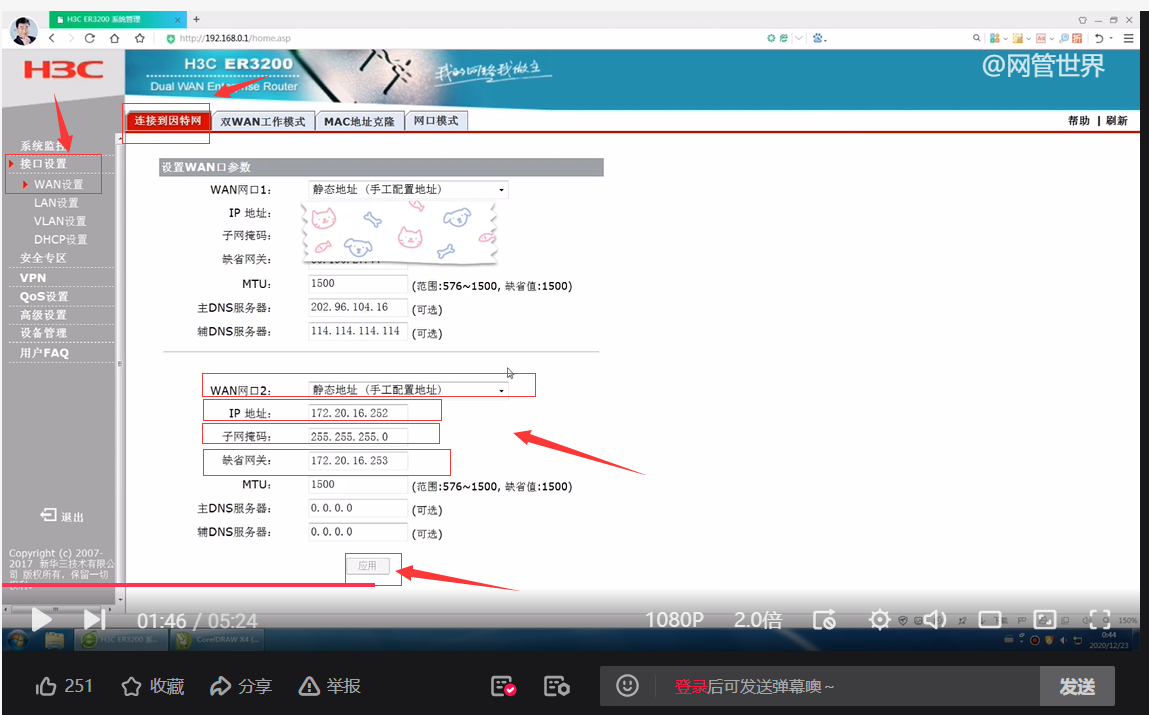 H3C ER3200 系统管理
http://192.168.0.1/home.asp
H3C
H3C ER3200
Dual WAN Enterprise Router
我的网络我做主
@网管世界
连接到因特网
双WAN工作模式
MAC地址克隆
网口模式
帮助 | 刷新
系统监控
接口设置
WAN设置
LAN设置
VLAN设置
DHCP设置
安全专区
VPN
QoS设置
高级设置
设备管理
用户FAQ
退出
Copyright (c) 2007-
2017 新华三技术有限公
司 版权所有，保留一切
权利。
设置WAN口参数
WAN网口1： 静态地址（手工配置地址）
IP 地址：
子网掩码：
缺省网关：
MTU： 1500 (范围:576~1500, 缺省值:1500)
主DNS服务器： 202.96.104.16 (可选)
辅DNS服务器： 114.114.114.114 (可选)
WAN网口2： 静态地址（手工配置地址）
IP 地址： 172.20.16.252
子网掩码： 255.255.255.0
缺省网关： 172.20.16.253
MTU： 1500 (范围:576~1500, 缺省值:1500)
主DNS服务器： 0.0.0.0 (可选)
辅DNS服务器： 0.0.0.0 (可选)
应用
01:46 / 05:24
1080P
2.0倍
150%
H3C ER3200 系...
CorelDRAW X4 (...
0:44
2020/12/23
251
收藏
分享
举报
登录后可发送弹幕噢~
发送